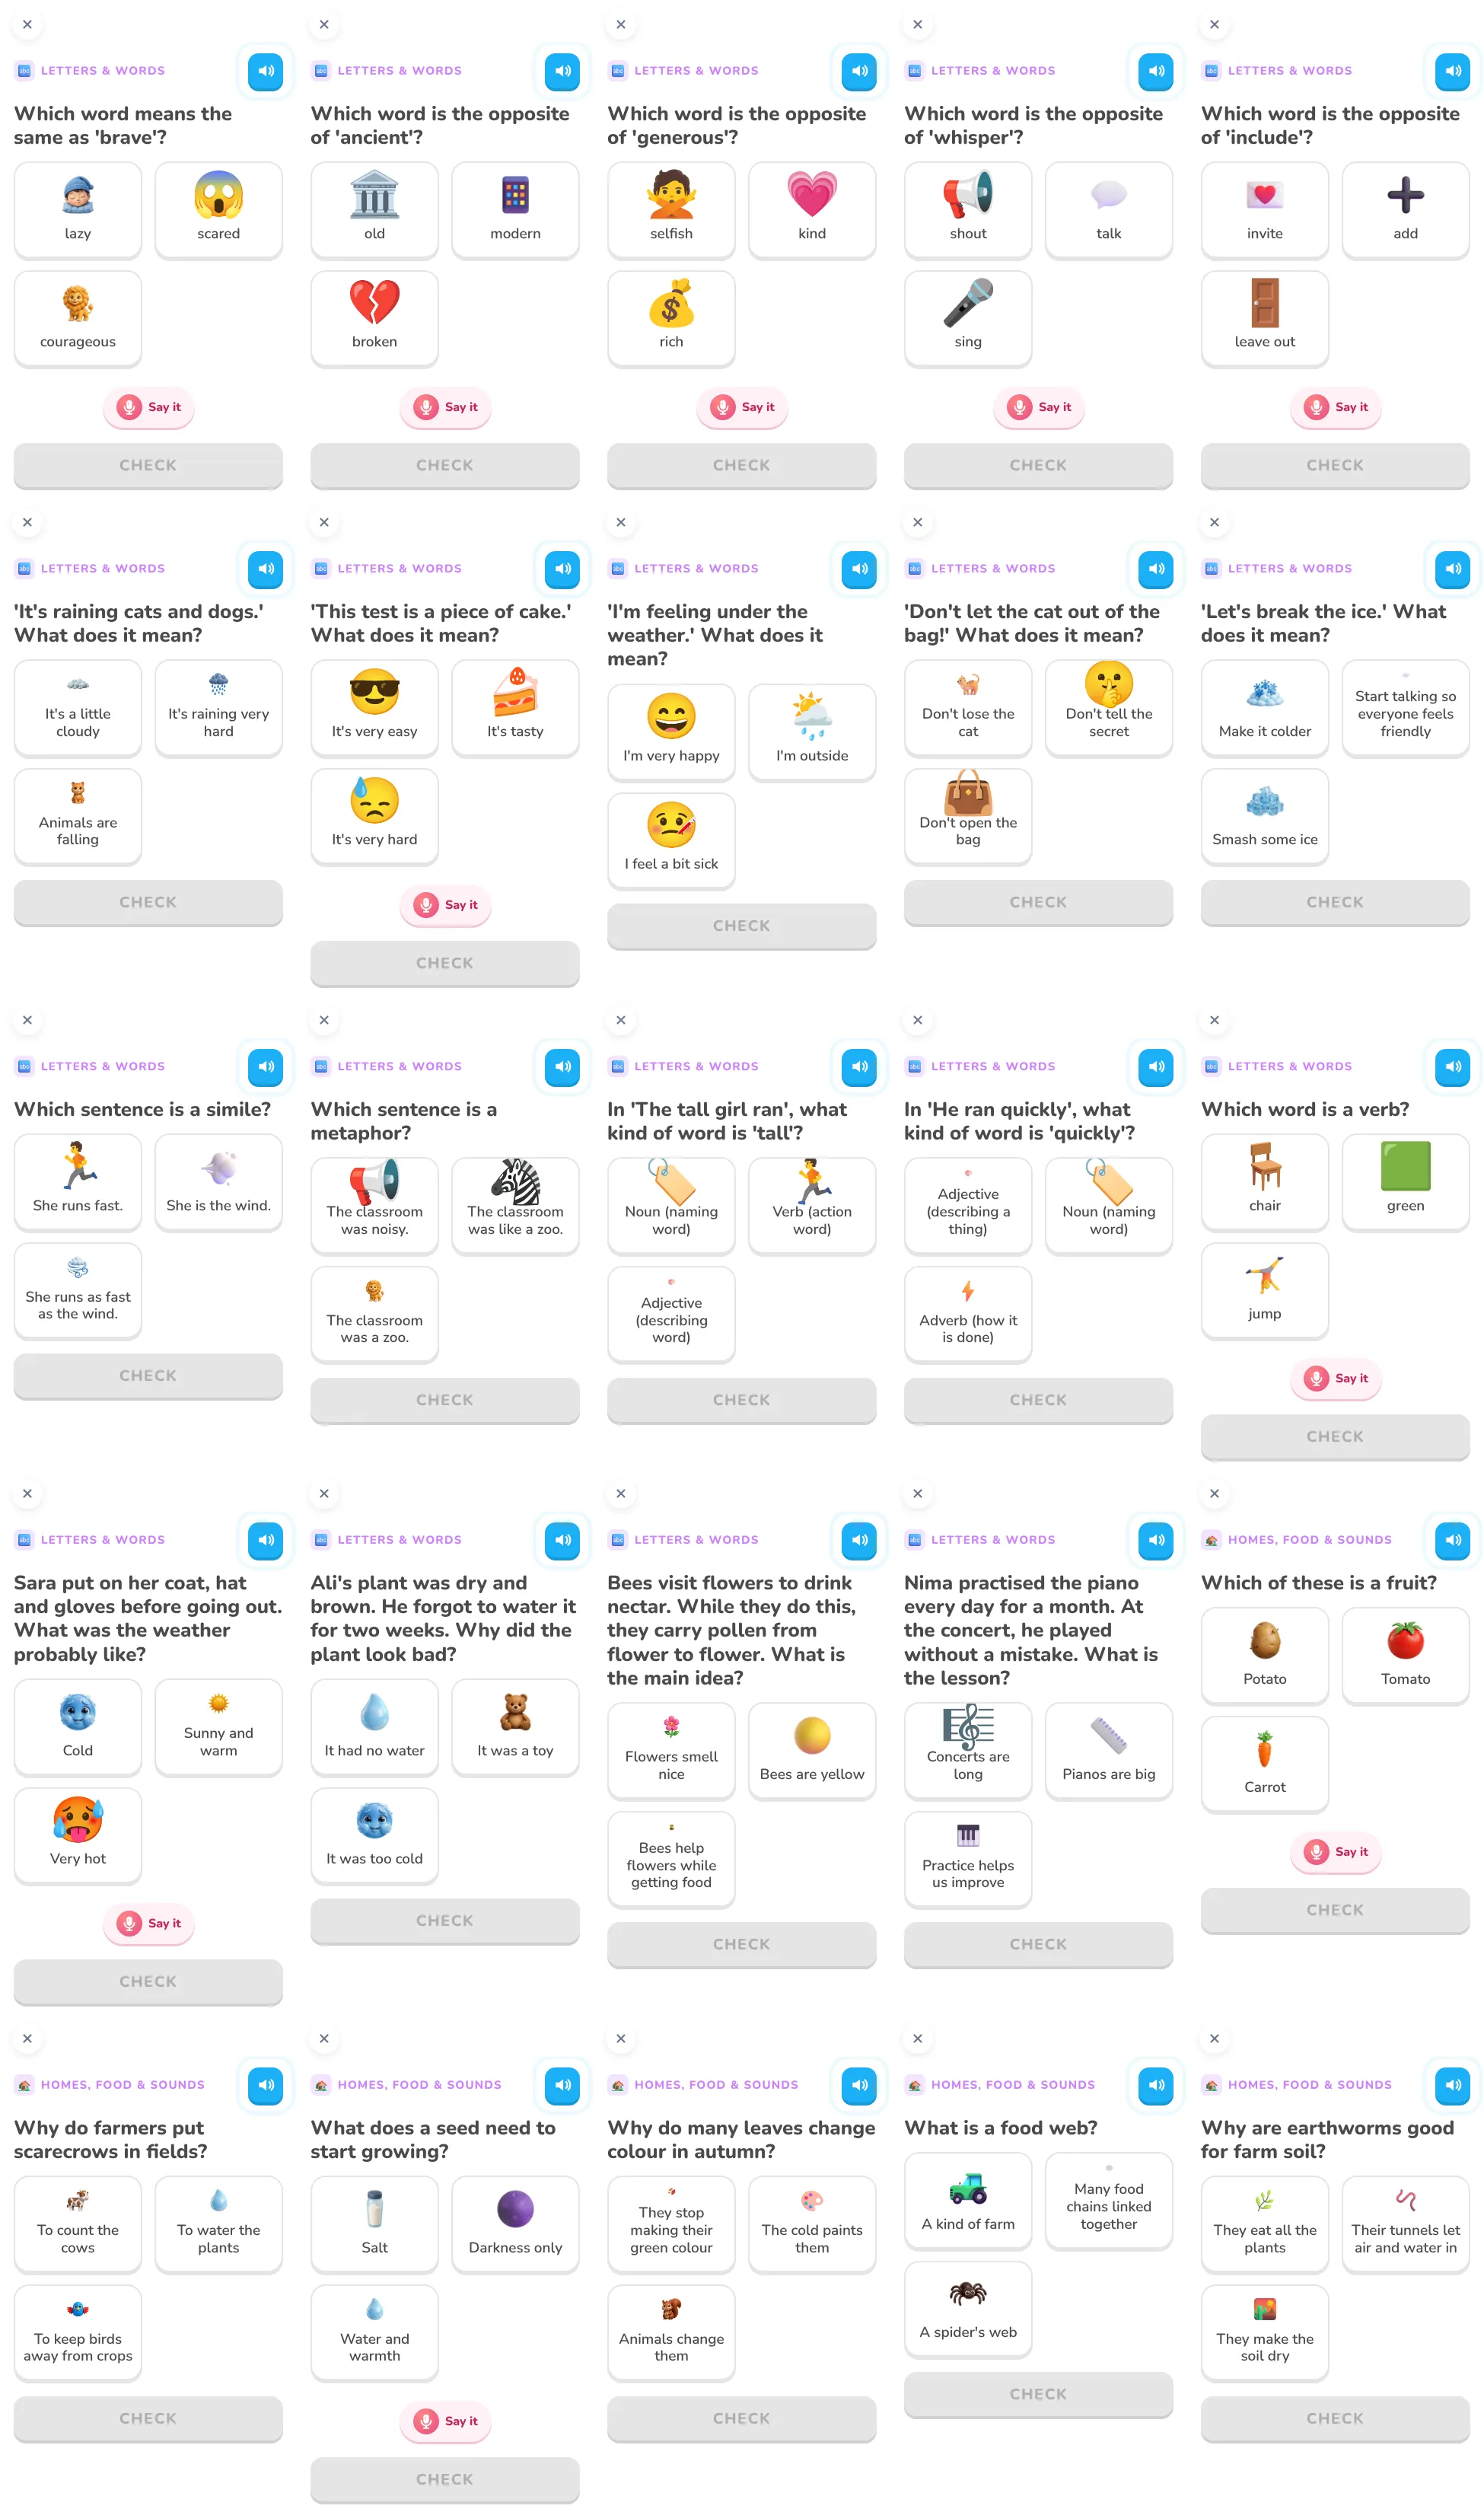 LETTERS & WORDS
Which word means the
same as 'brave'?
lazy
scared
courageous
Say it
CHECK
LETTERS & WORDS
Which word is the opposite
of 'ancient'?
old
modern
broken
Say it
CHECK
LETTERS & WORDS
Which word is the opposite
of 'generous'?
selfish
kind
rich
Say it
CHECK
LETTERS & WORDS
Which word is the opposite
of 'whisper'?
shout
talk
sing
Say it
CHECK
LETTERS & WORDS
Which word is the opposite
of 'include'?
invite
add
leave out
Say it
CHECK
LETTERS & WORDS
'It's raining cats and dogs.'
What does it mean?
It's a little
cloudy
It's raining very
hard
Animals are
falling
CHECK
LETTERS & WORDS
'This test is a piece of cake.'
What does it mean?
It's very easy
It's tasty
It's very hard
Say it
CHECK
LETTERS & WORDS
'I'm feeling under the
weather.' What does it
mean?
I'm very happy
I'm outside
I feel a bit sick
CHECK
LETTERS & WORDS
'Don't let the cat out of the
bag!' What does it mean?
Don't lose the
cat
Don't tell the
secret
Don't open the
bag
CHECK
LETTERS & WORDS
'Let's break the ice.' What
does it mean?
Make it colder
Start talking so
everyone feels
friendly
Smash some ice
CHECK
LETTERS & WORDS
Which sentence is a simile?
She runs fast.
She is the wind.
She runs as fast
as the wind.
CHECK
LETTERS & WORDS
Which sentence is a
metaphor?
The classroom
was noisy.
The classroom
was like a zoo.
The classroom
was a zoo.
CHECK
LETTERS & WORDS
In 'The tall girl ran', what
kind of word is 'tall'?
Noun (naming
word)
Verb (action
word)
Adjective
(describing
word)
CHECK
LETTERS & WORDS
In 'He ran quickly', what
kind of word is 'quickly'?
Adjective
(describing a
thing)
Noun (naming
word)
Adverb (how it
is done)
CHECK
LETTERS & WORDS
Which word is a verb?
chair
green
jump
Say it
CHECK
LETTERS & WORDS
Sara put on her coat, hat
and gloves before going out.
What was the weather
probably like?
Cold
Sunny and
warm
Very hot
Say it
CHECK
LETTERS & WORDS
Ali's plant was dry and
brown. He forgot to water it
for two weeks. Why did the
plant look bad?
It had no water
It was a toy
It was too cold
CHECK
LETTERS & WORDS
Bees visit flowers to drink
nectar. While they do this,
they carry pollen from
flower to flower. What is
the main idea?
Flowers smell
nice
Bees are yellow
Bees help
flowers while
getting food
CHECK
LETTERS & WORDS
Nima practised the piano
every day for a month. At
the concert, he played
without a mistake. What is
the lesson?
Concerts are
long
Pianos are big
Practice helps
us improve
CHECK
HOMES, FOOD & SOUNDS
Which of these is a fruit?
Potato
Tomato
Carrot
Say it
CHECK
HOMES, FOOD & SOUNDS
Why do farmers put
scarecrows in fields?
To count the
cows
To water the
plants
To keep birds
away from crops
CHECK
HOMES, FOOD & SOUNDS
What does a seed need to
start growing?
Salt
Darkness only
Water and
warmth
Say it
CHECK
HOMES, FOOD & SOUNDS
Why do many leaves change
colour in autumn?
They stop
making their
green colour
The cold paints
them
Animals change
them
CHECK
HOMES, FOOD & SOUNDS
What is a food web?
A kind of farm
Many food
chains linked
together
A spider's web
CHECK
HOMES, FOOD & SOUNDS
Why are earthworms good
for farm soil?
They eat all the
plants
Their tunnels let
air and water in
They make the
soil dry
CHECK